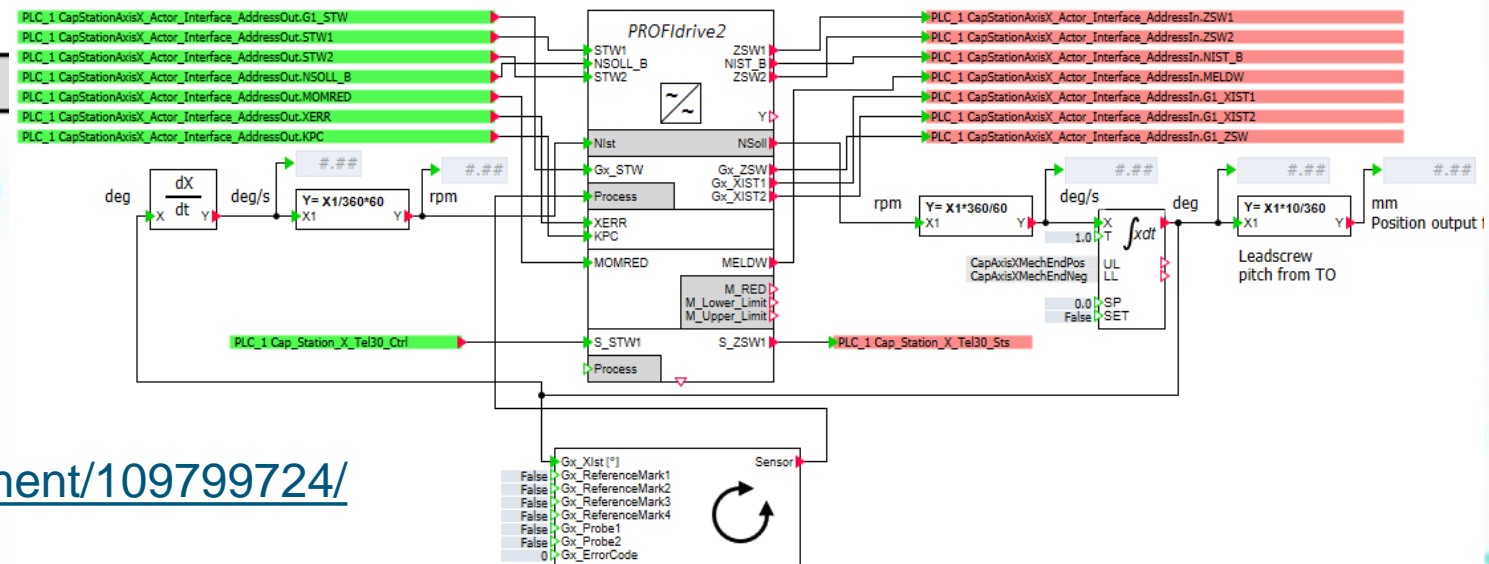 PLC_1 CapStationAxisX_Actor_Interface_AddressOut.G1_STW
PLC_1 CapStationAxisX_Actor_Interface_AddressOut.STW1
PLC_1 CapStationAxisX_Actor_Interface_AddressOut.STW2
PLC_1 CapStationAxisX_Actor_Interface_AddressOut.NSOLL_B
PLC_1 CapStationAxisX_Actor_Interface_AddressOut.MOMRED
PLC_1 CapStationAxisX_Actor_Interface_AddressOut.XERR
PLC_1 CapStationAxisX_Actor_Interface_AddressOut.KPC
PROFIdrive2
STW1 ZSW1
NSOLL_B NIST_B
STW2 ZSW2
Y
NIst NSoll
Gx_STW Gx_ZSW
Gx_XIST1
Process Gx_XIST2
XERR
KPC
MOMRED MELDW
M_RED
M_Lower_Limit
M_Upper_Limit
S_STW1 S_ZSW1
Process
PLC_1 CapStationAxisX_Actor_Interface_AddressIn.ZSW1
PLC_1 CapStationAxisX_Actor_Interface_AddressIn.ZSW2
PLC_1 CapStationAxisX_Actor_Interface_AddressIn.NIST_B
PLC_1 CapStationAxisX_Actor_Interface_AddressIn.MELDW
PLC_1 CapStationAxisX_Actor_Interface_AddressIn.G1_XIST1
PLC_1 CapStationAxisX_Actor_Interface_AddressIn.G1_XIST2
PLC_1 CapStationAxisX_Actor_Interface_AddressIn.G1_ZSW
#.##
#.##
deg
dX
dt
X Y
deg/s
Y= X1/360*60
X1 Y
rpm
#.##
#.##
#.##
rpm
Y= X1*360/60
X1 Y
deg/s
X
1.0 T
∫xdt
CapAxisXMechEndPos UL
CapAxisXMechEndNeg LL
0.0 SP
False SET
deg
Y= X1*10/360
X1 Y
mm
Position output f
Leadscrew
pitch from TO
PLC_1 Cap_Station_X_Tel30_Ctrl
PLC_1 Cap_Station_X_Tel30_Sts
ment/109799724/
Gx_XIst [°] Sensor
False Gx_ReferenceMark1
False Gx_ReferenceMark2
False Gx_ReferenceMark3
False Gx_ReferenceMark4
False Gx_Probe1
False Gx_Probe2
0 Gx_ErrorCode